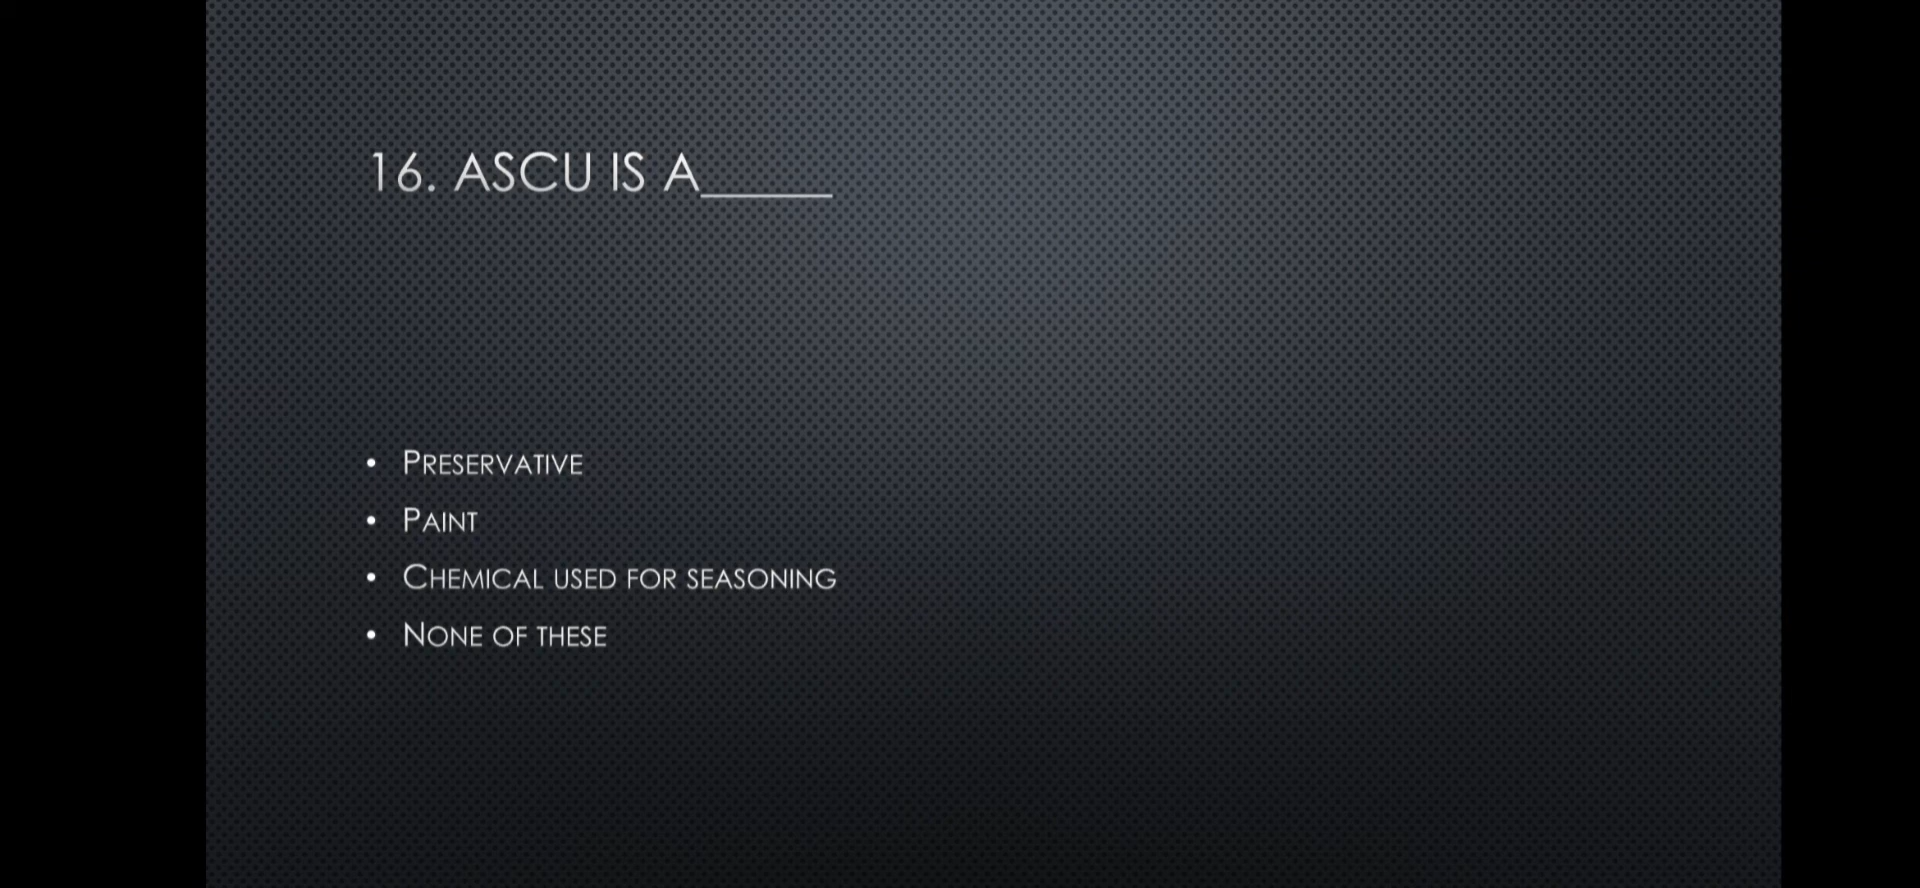 16. ASCU IS A_____
• PRESERVATIVE
• PAINT
• CHEMICAL USED FOR SEASONING
• NONE OF THESE